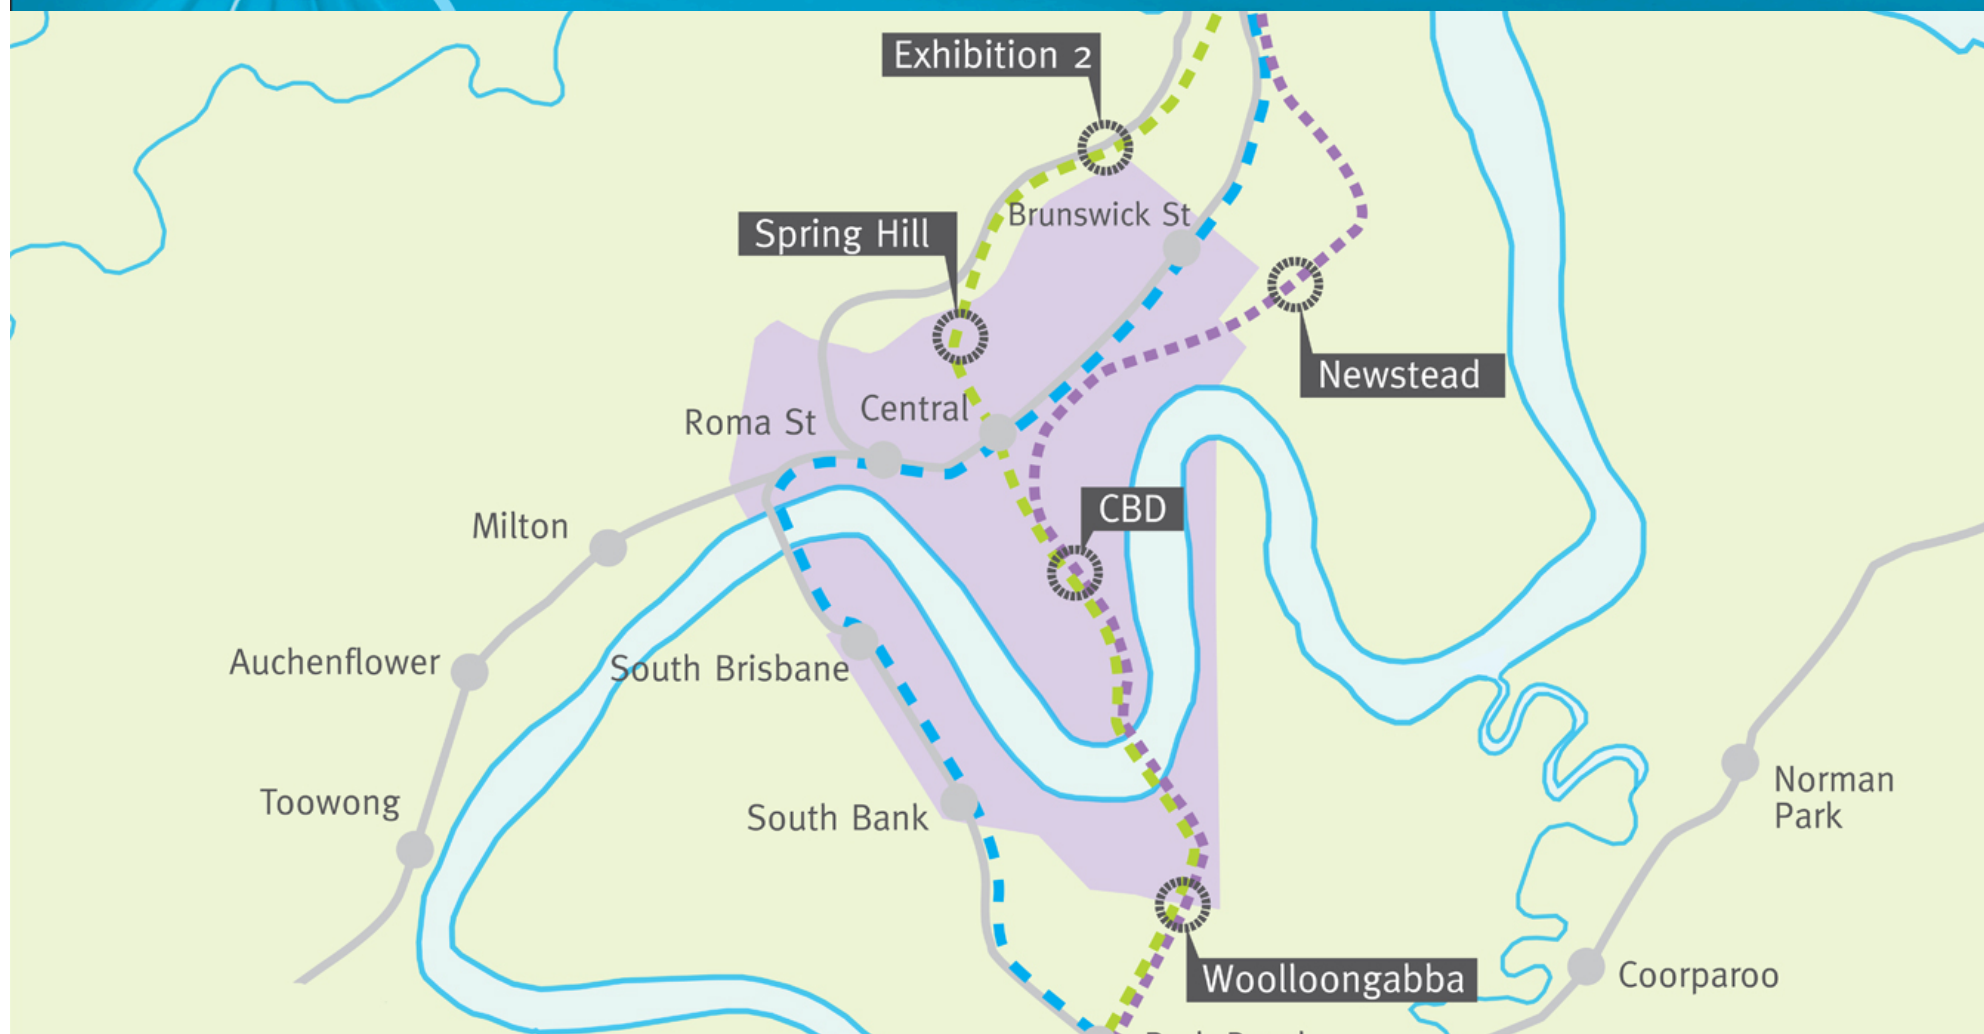 Exhibition 2
Brunswick St
Spring Hill
Newstead
Central
Roma St
CBD
Milton
Auchenflower
South Brisbane
Toowong
South Bank
Norman
Park
Coorparoo
Woolloongabba